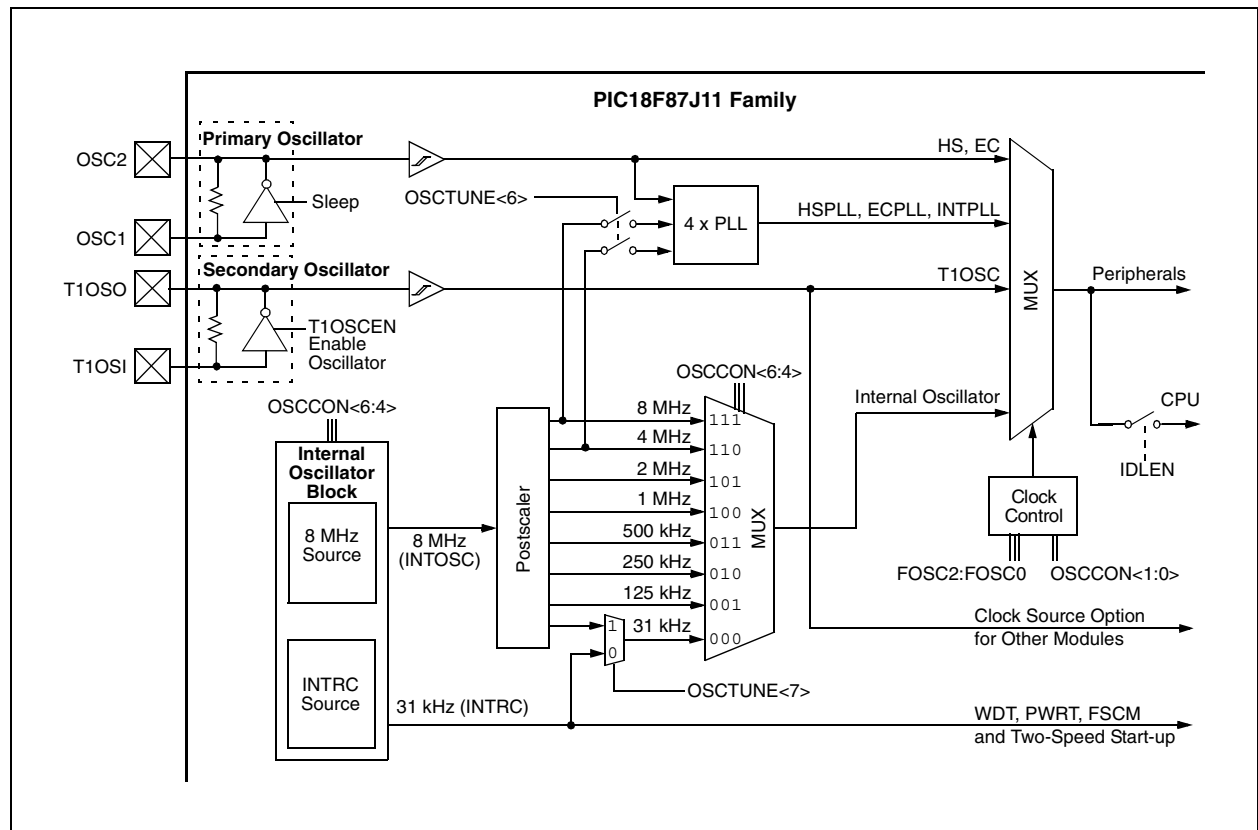 PIC18F87J11 Family
Primary Oscillator
OSC2
Sleep
OSC1
HS, EC
OSCTUNE<6>
4 x PLL
HSPLL, ECPLL, INTPLL
Secondary Oscillator
T1OSO
T1OSCEN
Enable
Oscillator
T1OSI
T1OSC
MUX
Peripherals
CPU
IDLEN
Internal Oscillator
Clock
Control
FOSC2:FOSC0
OSCCON<1:0>
OSCCON<6:4>
Internal
Oscillator
Block
8 MHz
Source
8 MHz
(INTOSC)
INTRC
Source
31 kHz (INTRC)
Postscaler
OSCCON<6:4>
8 MHz
111
4 MHz
110
2 MHz
101
1 MHz
100
500 kHz
011
250 kHz
010
125 kHz
001
1
0
31 kHz
000
MUX
OSCTUNE<7>
Clock Source Option
for Other Modules
WDT, PWRT, FSCM
and Two-Speed Start-up